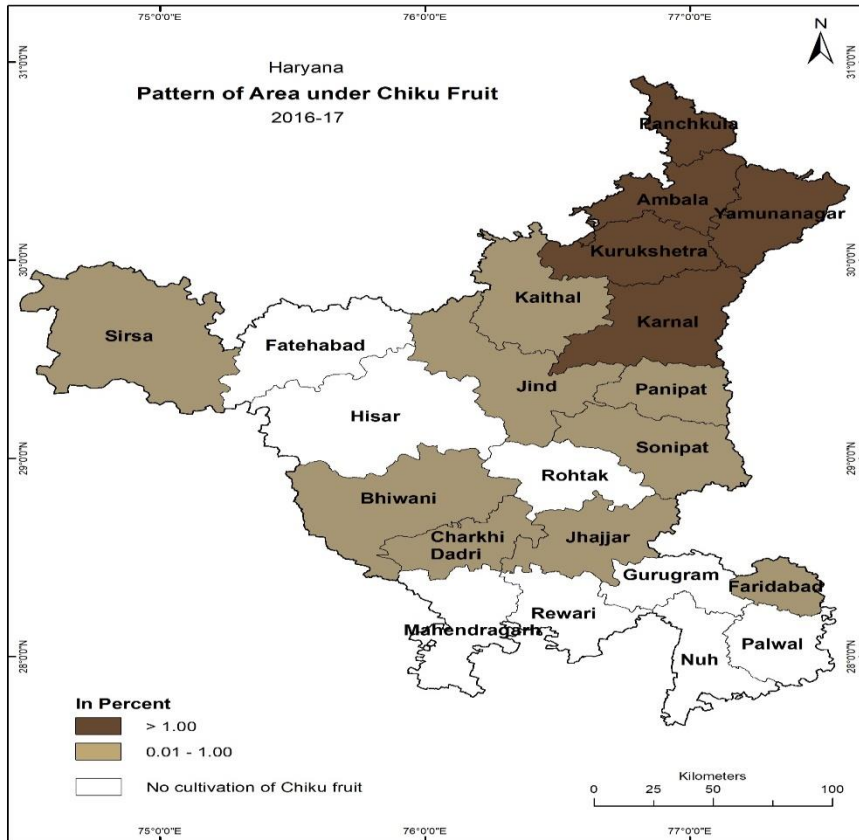 75°0'0"E 76°0'0"E 77°0'0"E
N
31°0'0"N
31°0'0"N
Haryana
Pattern of Area under Chiku Fruit
2016-17
Panchkula
Ambala
Yamunanagar
Kurukshetra
30°0'0"N
30°0'0"N
Kaithal
Karnal
Sirsa
Fatehabad
Jind
Panipat
Hisar
Sonipat
29°0'0"N
29°0'0"N
Rohtak
Bhiwani
Charkhi
Dadri
Jhajjar
Gurugram
Faridabad
Rewari
Mahendragarh
Palwal
Nuh
28°0'0"N
28°0'0"N
In Percent
> 1.00
0.01 - 1.00
No cultivation of Chiku fruit
Kilometers
0 25 50 100
75°0'0"E 76°0'0"E 77°0'0"E